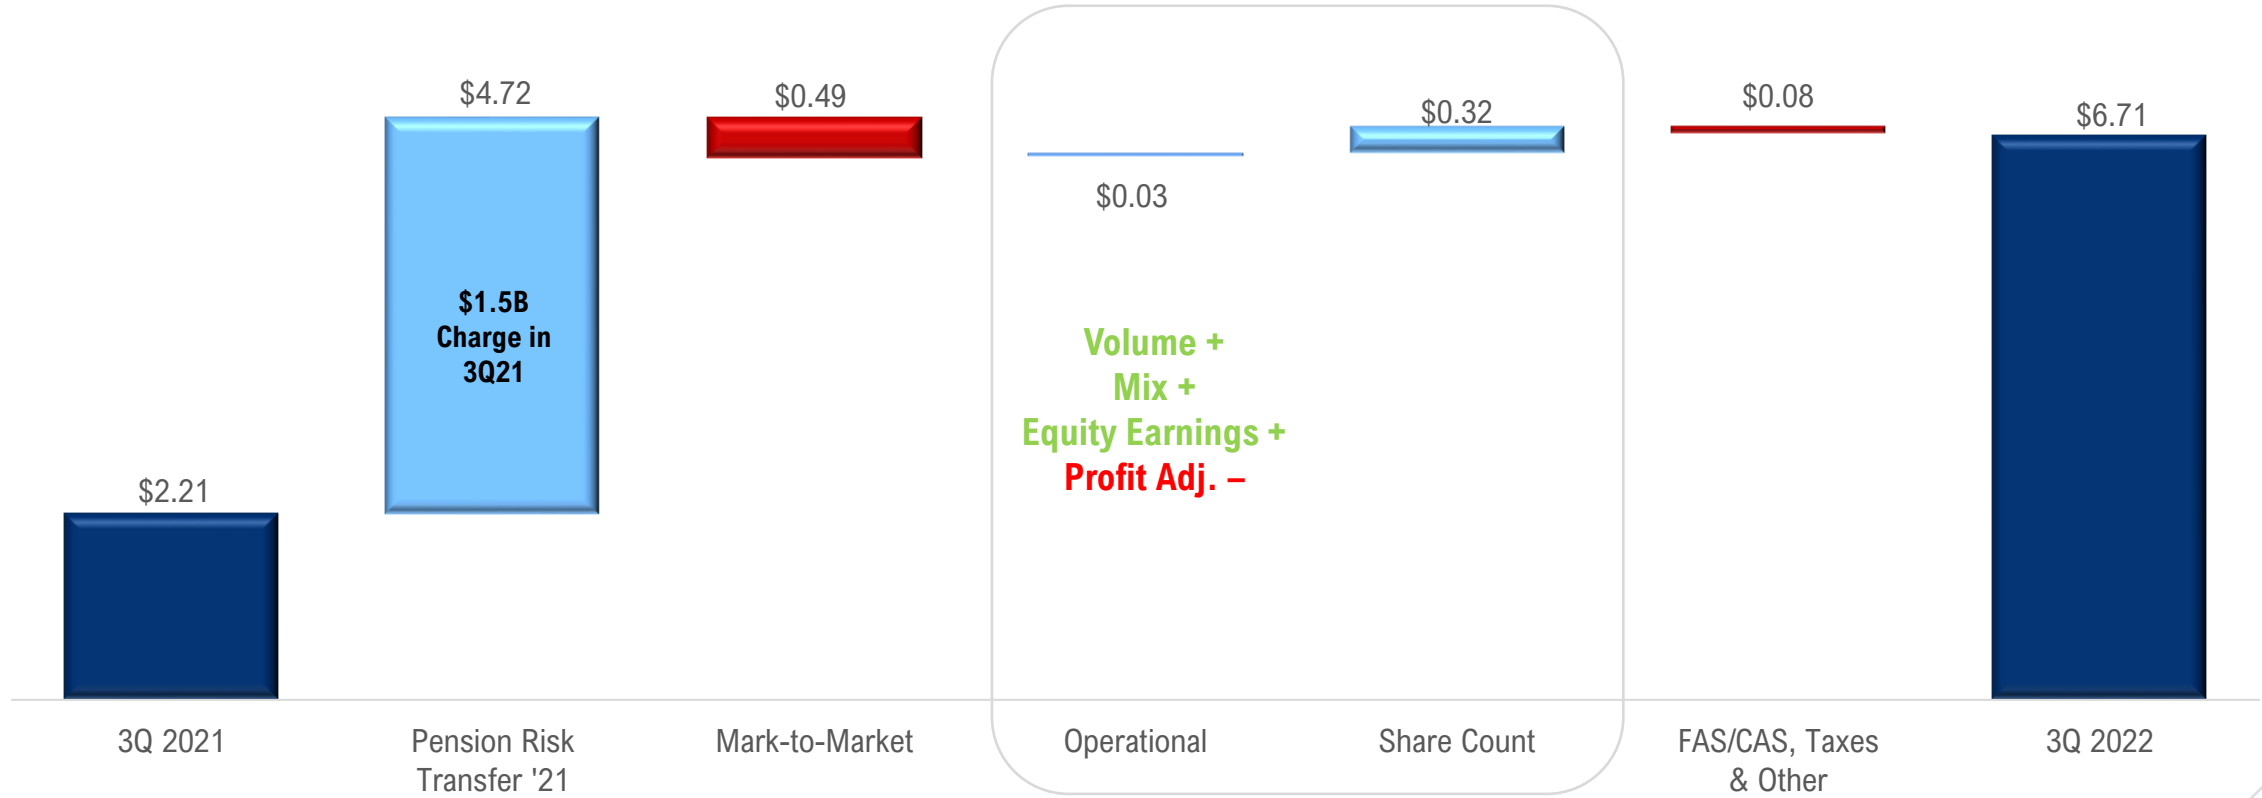 $2.21
$4.72
$0.49
$0.03
$0.32
$0.08
$6.71
$1.5B
Charge in
3Q21
Volume +
Mix +
Equity Earnings +
Profit Adj. –
3Q 2021
Pension Risk
Transfer '21
Mark-to-Market
Operational
Share Count
FAS/CAS, Taxes
& Other
3Q 2022